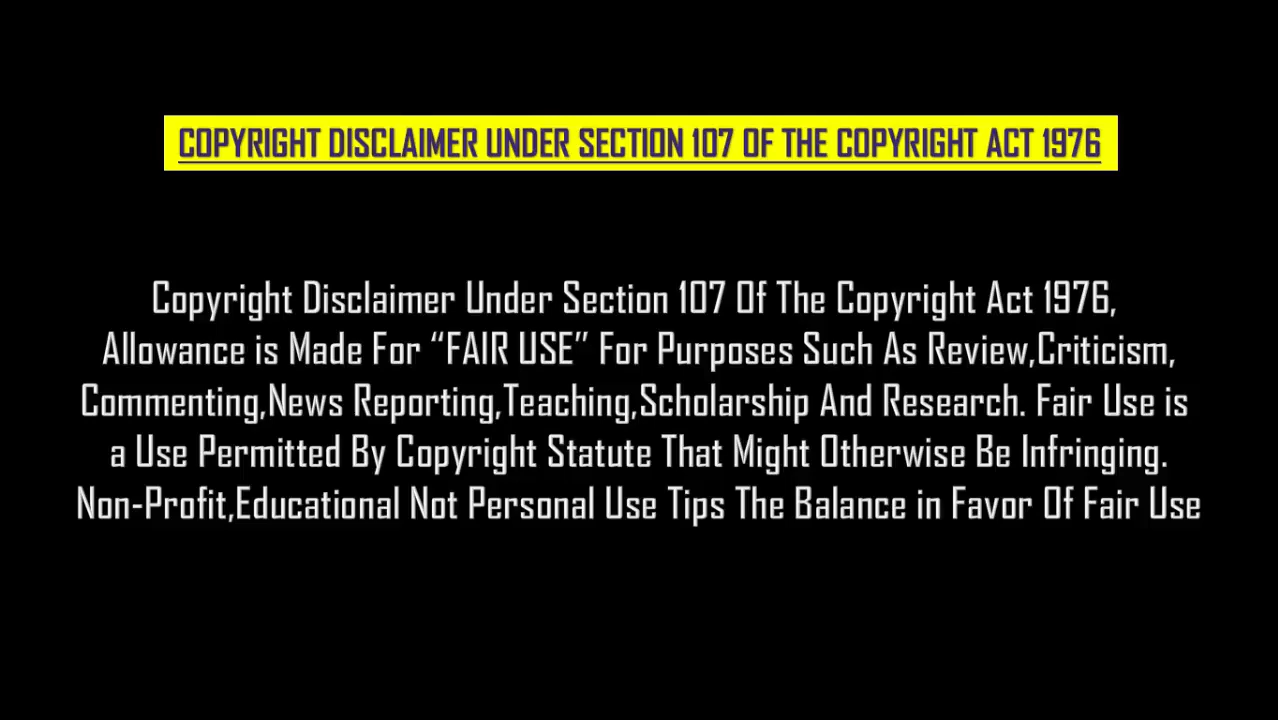 COPYRIGHT DISCLAIMER UNDER SECTION 107 OF THE COPYRIGHT ACT 1976
Copyright Disclaimer Under Section 107 Of The Copyright Act 1976,
Allowance is Made For “FAIR USE” For Purposes Such As Review,Criticism,
Commenting,News Reporting,Teaching,Scholarship And Research. Fair Use is
a Use Permitted By Copyright Statute That Might Otherwise Be Infringing.
Non-Profit,Educational Not Personal Use Tips The Balance in Favor Of Fair Use